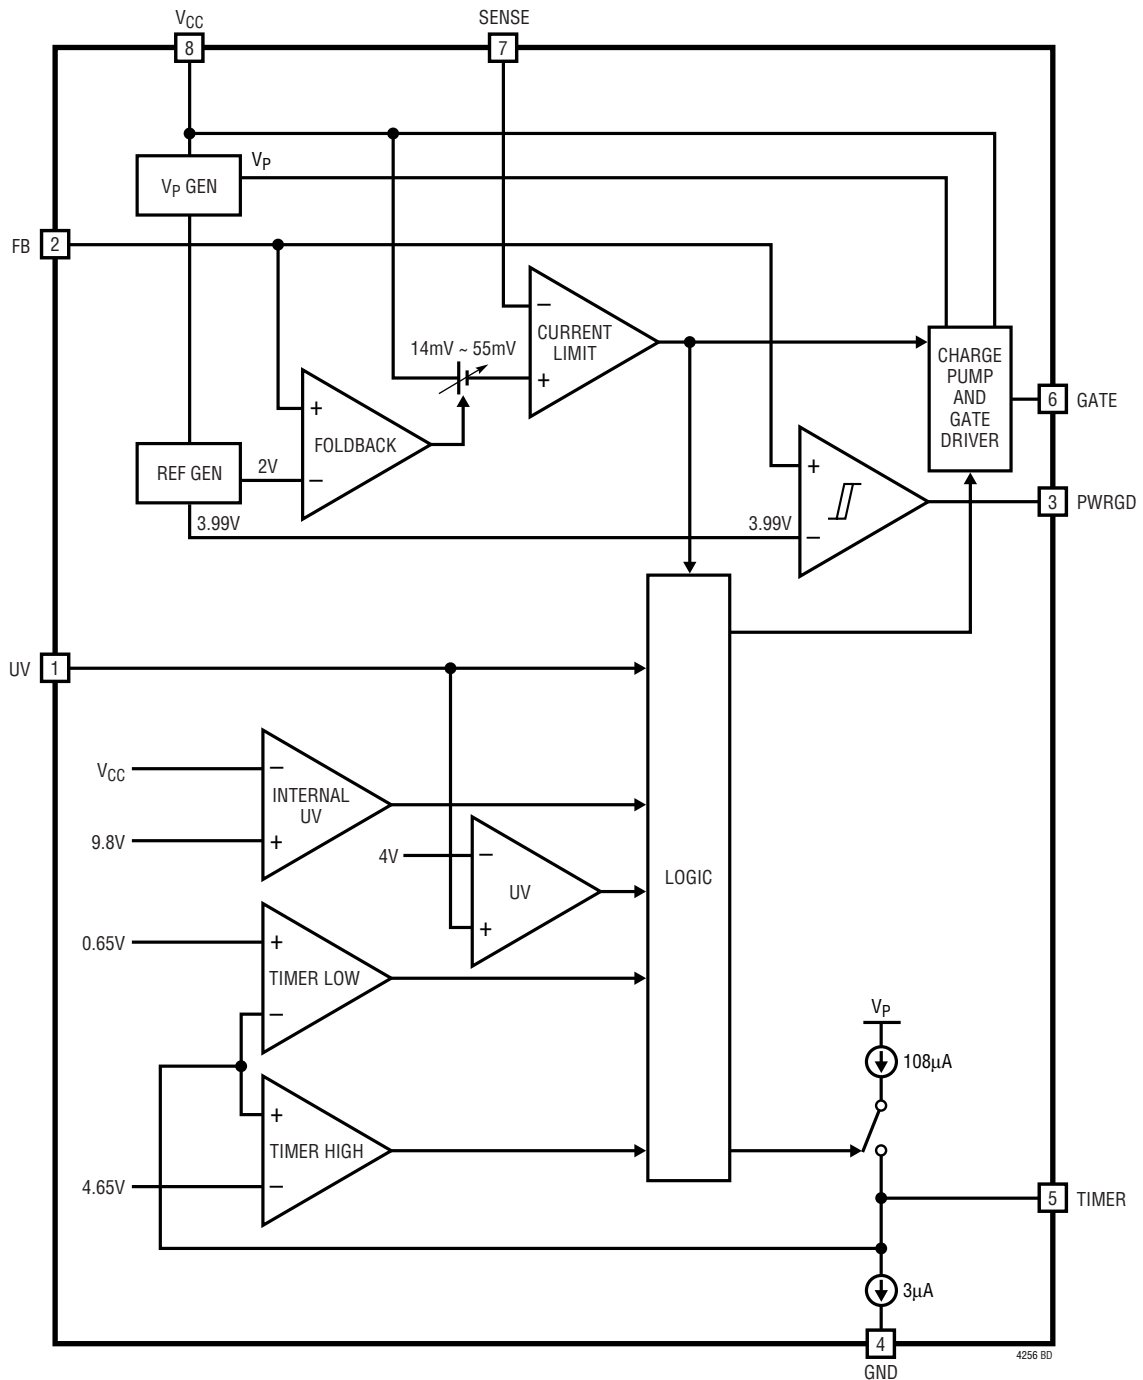 VCC
SENSE
8
7
VP
VP GEN
FB
2
14mV ~ 55mV
−
CURRENT
LIMIT
+
CHARGE
PUMP
AND
GATE
DRIVER
6
GATE
+
FOLDBACK
−
REF GEN
2V
3.99V
3.99V
+
−
3
PWRGD
UV
1
VCC
−
INTERNAL
UV
9.8V
+
4V
−
UV
+
LOGIC
0.65V
+
TIMER LOW
−
+
TIMER HIGH
4.65V
−
VP
108µA
5
TIMER
3µA
4
GND
4256 BD